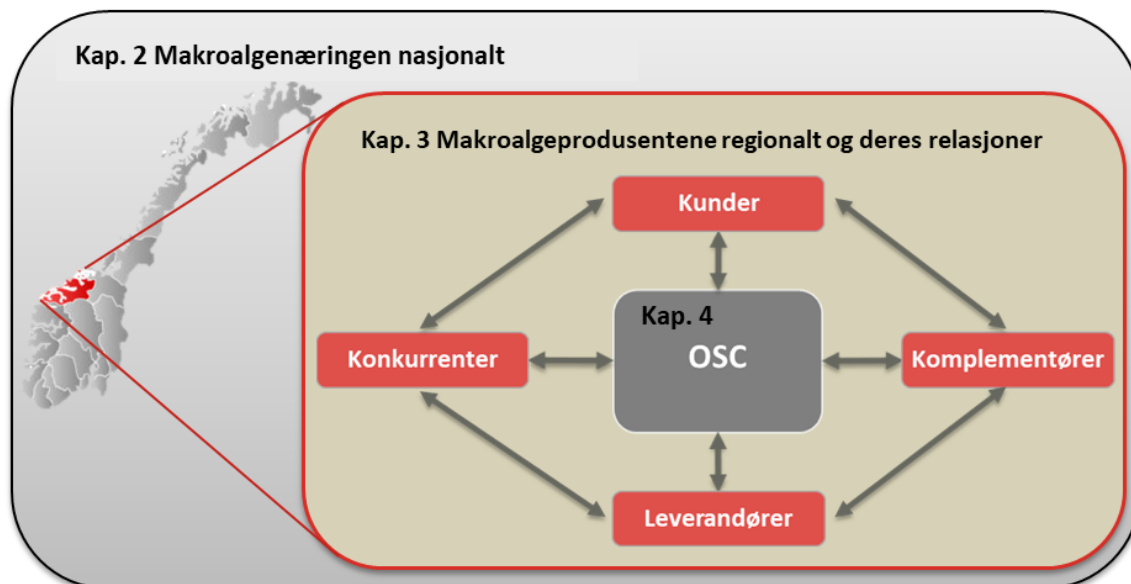 Kap. 2 Makroalgenæringen nasjonalt
Kap. 3 Makroalgeprodusentene regionalt og deres relasjoner
Kunder
Kap. 4
OSC
Konkurrenter
Komplementører
Leverandører